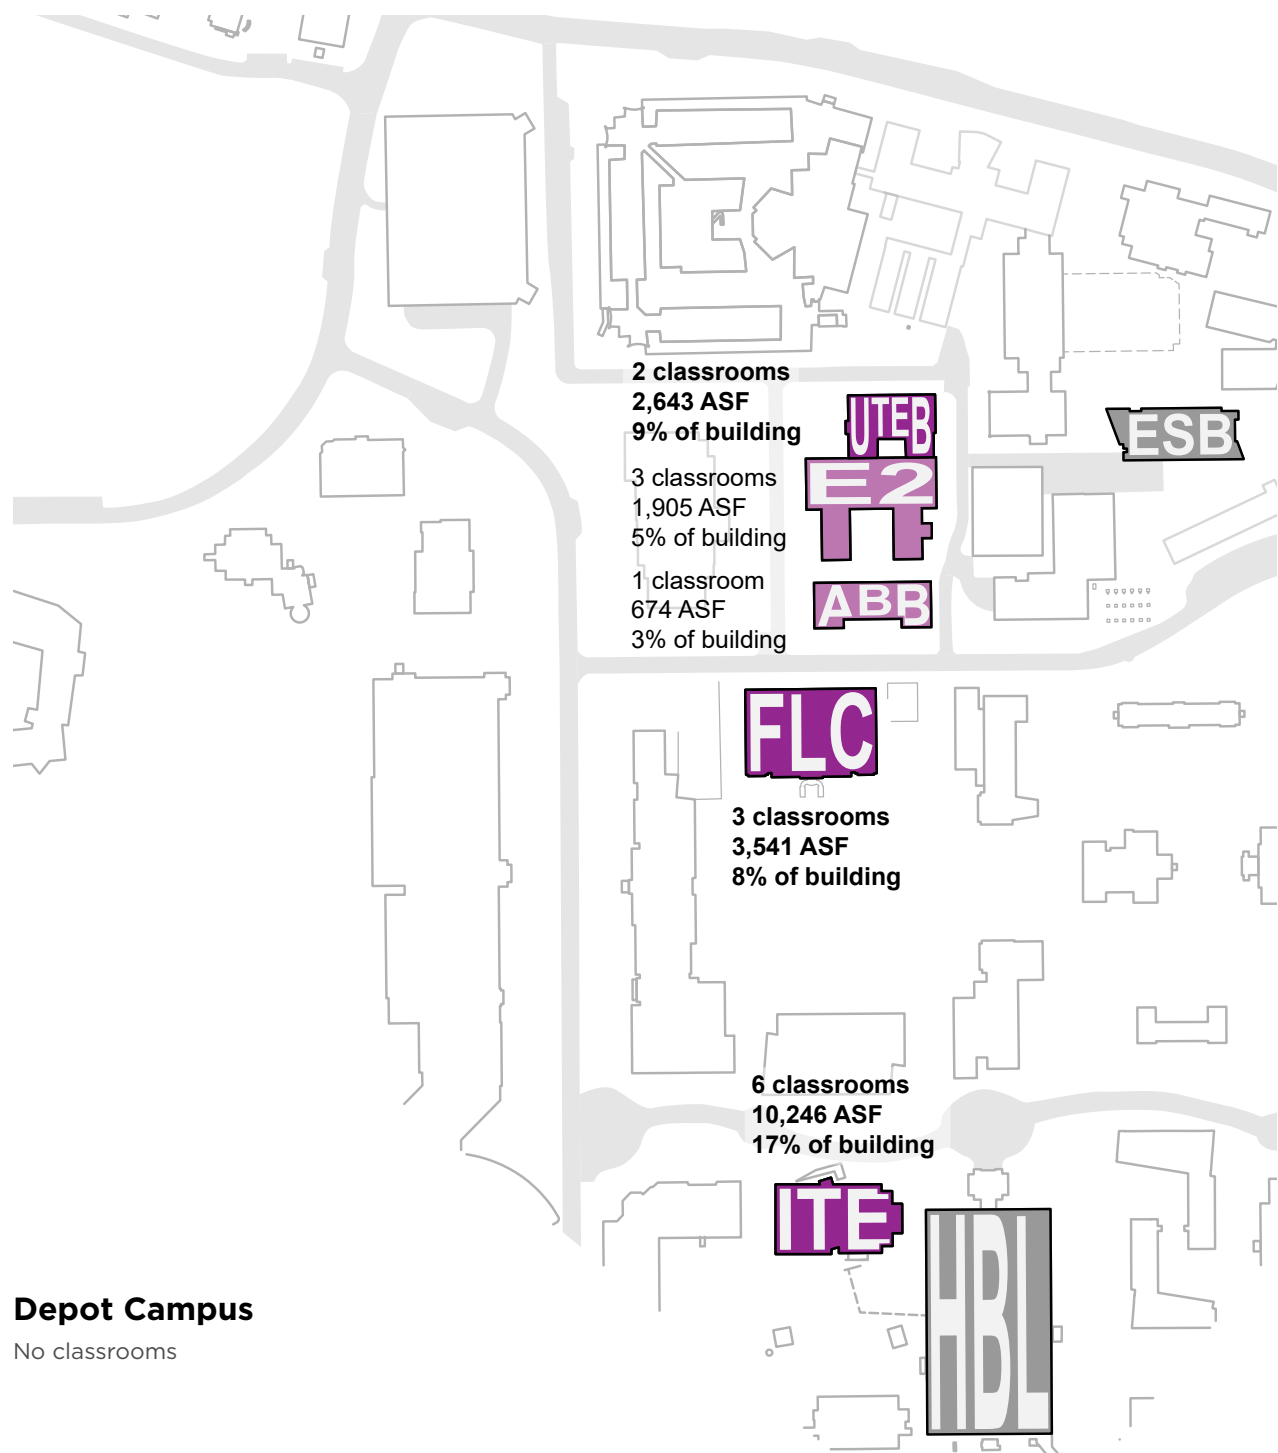 2 classrooms
2,643 ASF
9% of building
UTEB
ESB
3 classrooms
1,905 ASF
5% of building
E2
1 classroom
674 ASF
3% of building
ABB
FLC
3 classrooms
3,541 ASF
8% of building
6 classrooms
10,246 ASF
17% of building
ITE
HBL
Depot Campus
No classrooms